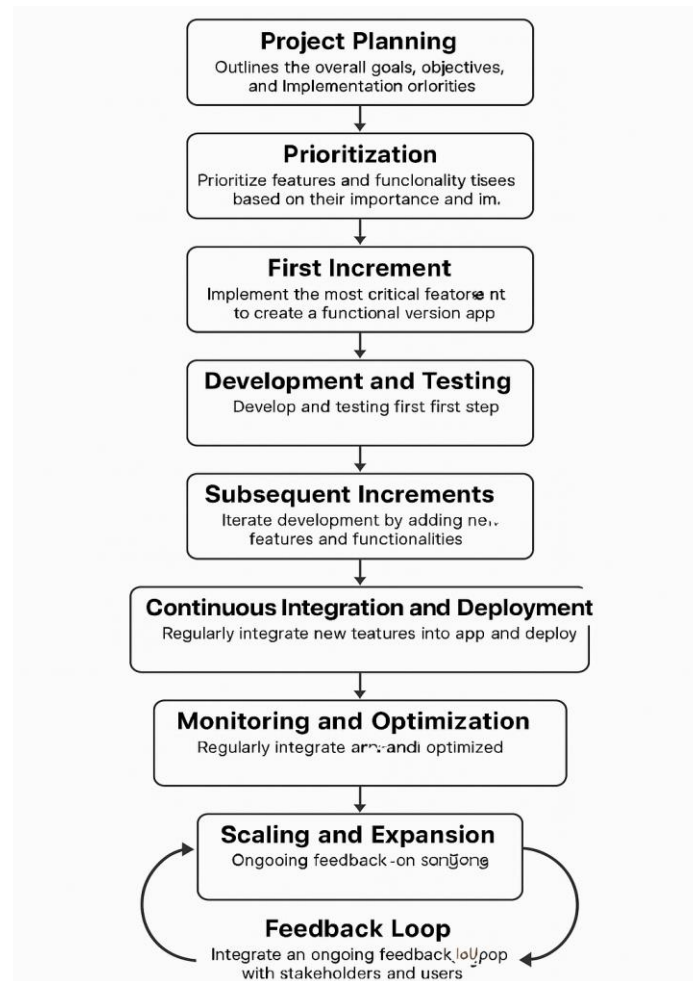 Project Planning
Outlines the overall goals, objectives,
and Implementation orlorities
Prioritization
Prioritize features and funclonality tisees
based on their importance and im.
First Increment
Implement the most critical nt
to create a functional version app
Development and Testing
Develop and testing first first step
Subsequent Increments
Iterate development by adding
features and functionalities
Continuous Integration and Deployment
Regularly integrate new teatures into app and deploy
Monitoring and Optimization
Regularly integrate optimized
Scaling and Expansion
Ongooing feedback-on
Feedback Loop
Integrate an ongoing feedback
with stakeholders and users